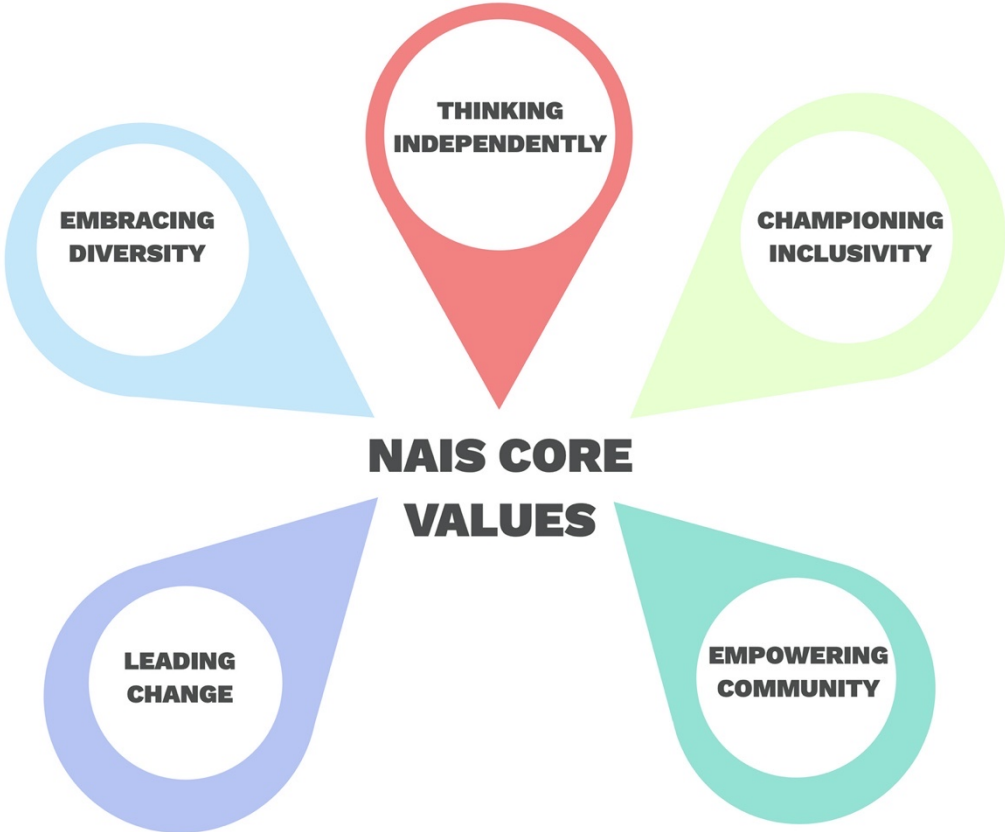 THINKING
INDEPENDENTLY
EMBRACING
DIVERSITY
CHAMPIONING
INCLUSIVITY
NAIS CORE
VALUES
LEADING
CHANGE
EMPOWERING
COMMUNITY